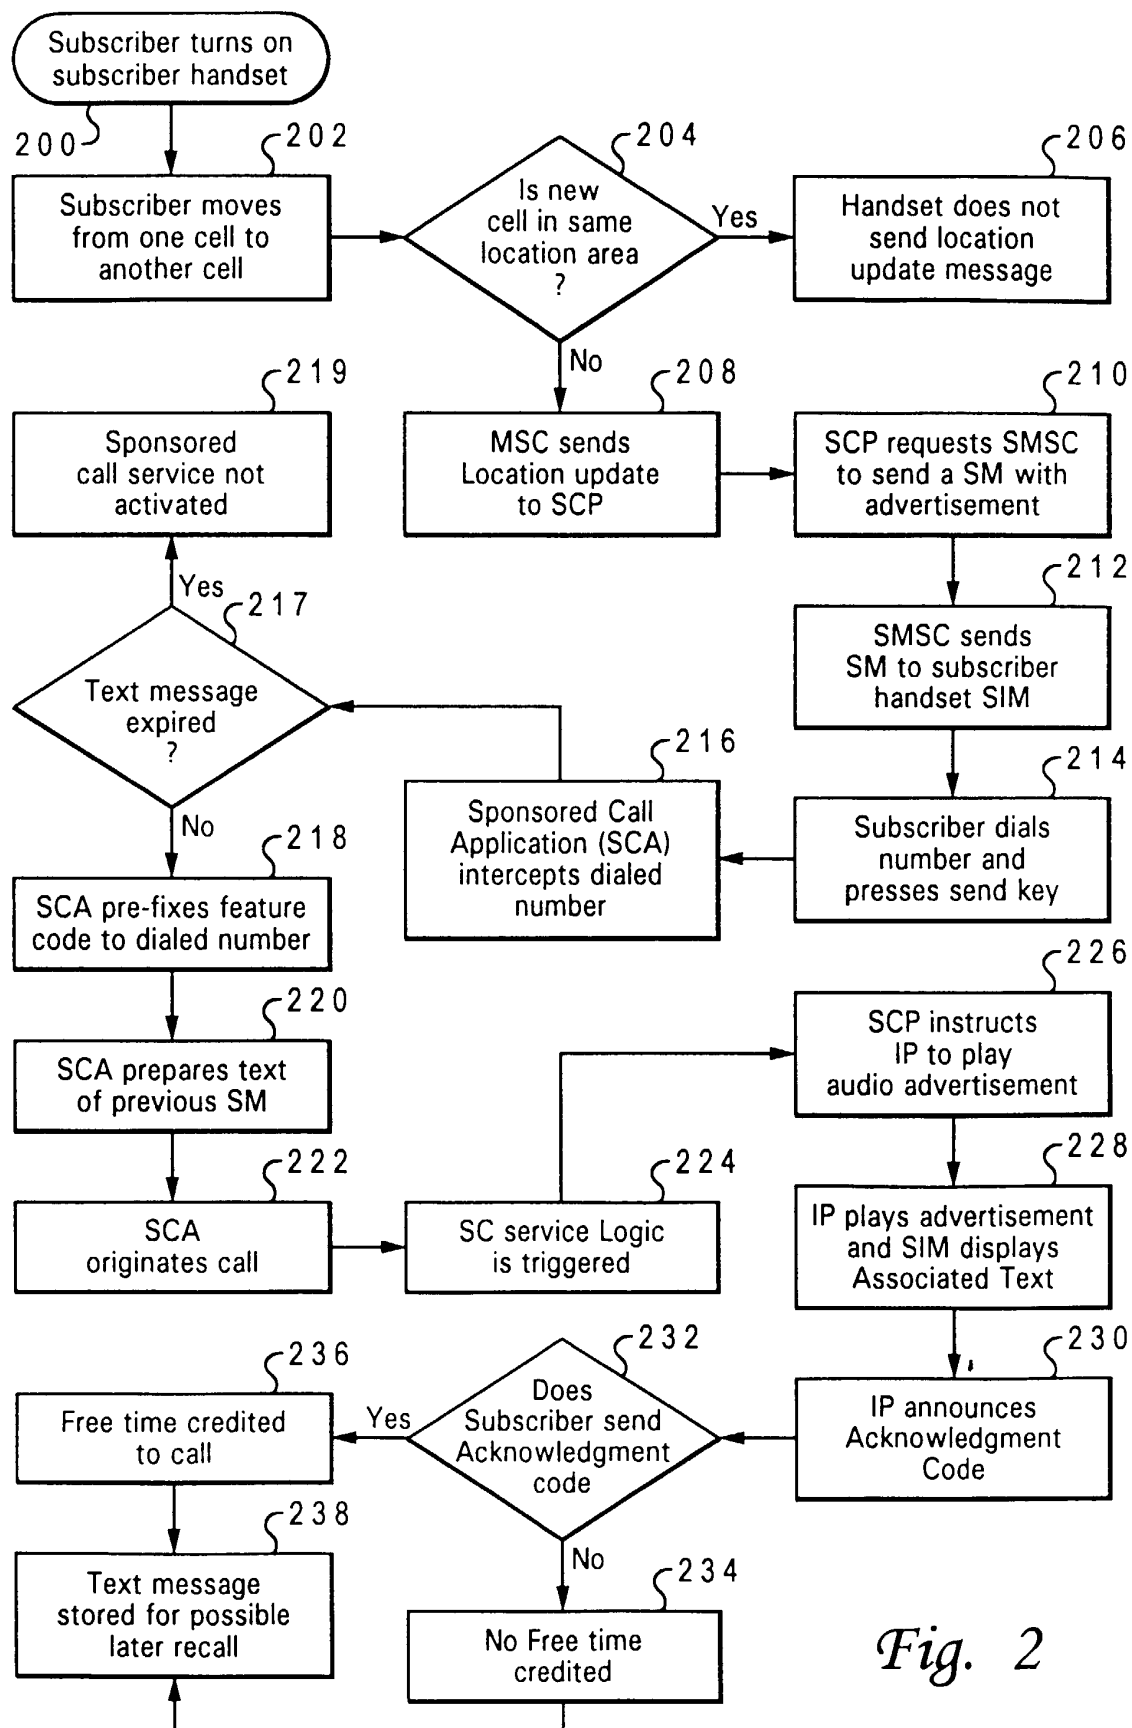 Subscriber turns on
subscriber handset
200
202
Subscriber moves
from one cell to
another cell
204
Is new
cell in same
location area
?
Yes
206
Handset does not
send location
update message
No
208
MSC sends
Location update
to SCP
210
SCP requests SMSC
to send a SM with
advertisement
212
SMSC sends
SM to subscriber
handset SIM
214
Subscriber dials
number and
presses send key
216
Sponsored Call
Application (SCA)
intercepts dialed
number
217
Text message
expired
?
Yes
219
Sponsored
call service not
activated
No
218
SCA pre-fixes feature
code to dialed number
220
SCA prepares text
of previous SM
222
SCA
originates call
224
SC service Logic
is triggered
226
SCP instructs
IP to play
audio advertisement
228
IP plays advertisement
and SIM displays
Associated Text
230
IP announces
Acknowledgment
Code
232
Does
Subscriber send
Acknowledgment
code
Yes
236
Free time credited
to call
238
Text message
stored for possible
later recall
No
234
No Free time
credited
Fig. 2